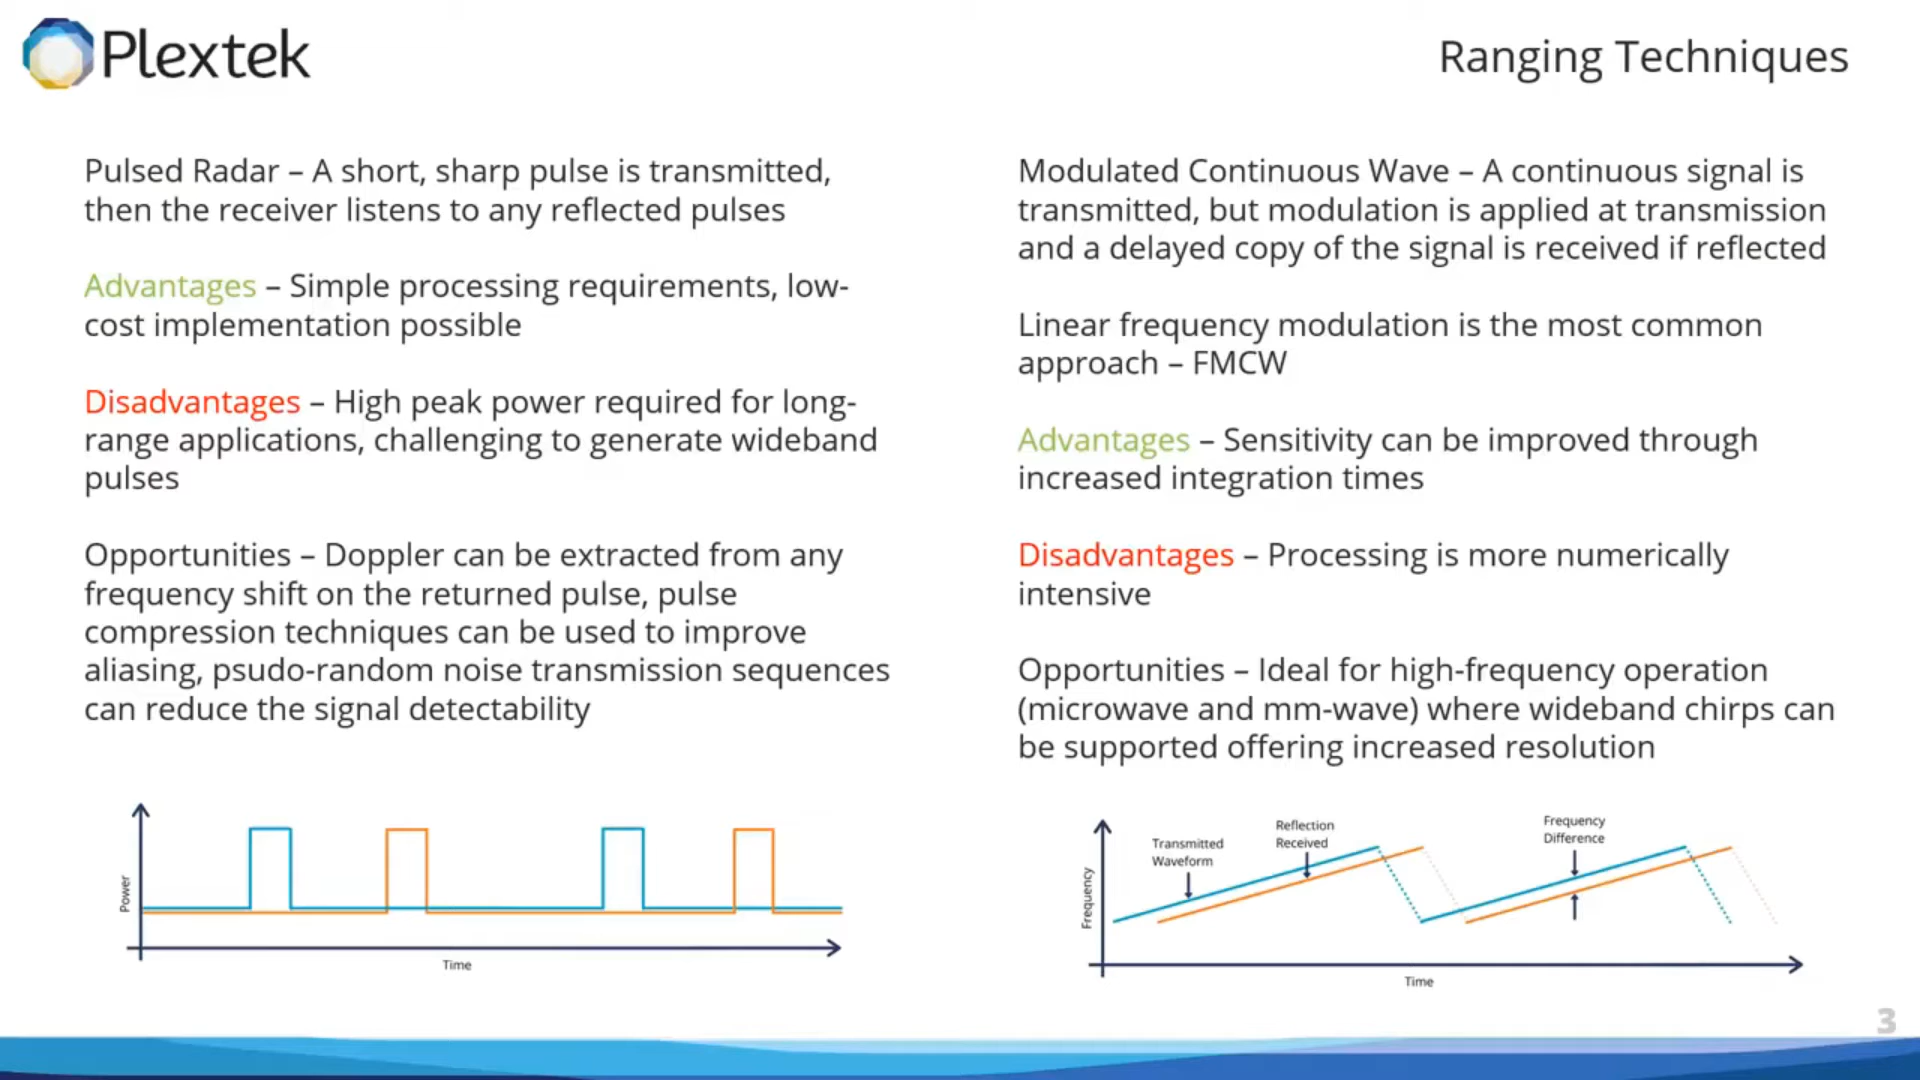 Plextek
Ranging Techniques
Pulsed Radar – A short, sharp pulse is transmitted,
then the receiver listens to any reflected pulses
Advantages – Simple processing requirements, low-
cost implementation possible
Disadvantages – High peak power required for long-
range applications, challenging to generate wideband
pulses
Opportunities – Doppler can be extracted from any
frequency shift on the returned pulse, pulse
compression techniques can be used to improve
aliasing, psudo-random noise transmission sequences
can reduce the signal detectability
Power
Time
Modulated Continuous Wave – A continuous signal is
transmitted, but modulation is applied at transmission
and a delayed copy of the signal is received if reflected
Linear frequency modulation is the most common
approach – FMCW
Advantages – Sensitivity can be improved through
increased integration times
Disadvantages – Processing is more numerically
intensive
Opportunities – Ideal for high-frequency operation
(microwave and mm-wave) where wideband chirps can
be supported offering increased resolution
Transmitted
Waveform
Reflection
Received
Frequency
Difference
Frequency
Time
3